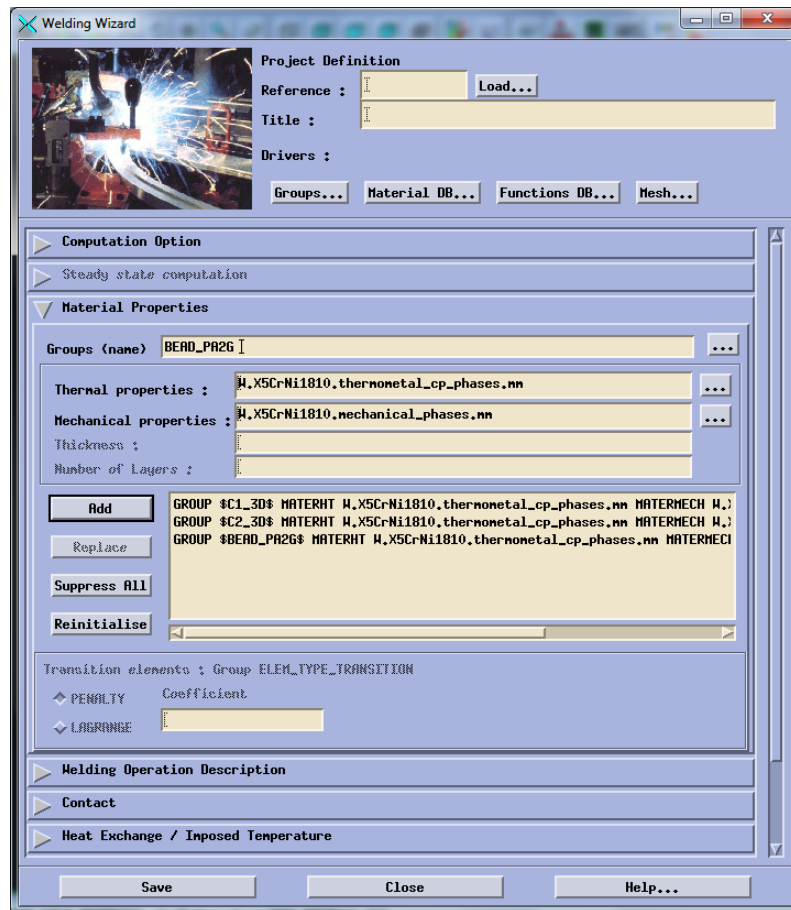 Welding Wizard
Project Definition
Reference :
Load...
Title :
Drivers :
Groups...
Material DB...
Functions DB...
Mesh...
Computation Option
Steady state computation
Material Properties
Groups (name)
BEAD_PA2G
...
Thermal properties :
W.X5CrNi1810.thermometal_cp_phases.mm
...
Mechanical properties :
W.X5CrNi1810.mechanical_phases.mm
...
Thickness :
Number of Layers :
Add
Replace
Suppress All
Reinitialise
GROUP $C1_3D$ MATERHT W.X5CrNi1810.thermometal_cp_phases.mm MATERMECH W.
GROUP $C2_3D$ MATERHT W.X5CrNi1810.thermometal_cp_phases.mm MATERMECH W.
GROUP $BEAD_PA2G$ MATERHT W.X5CrNi1810.thermometal_cp_phases.mm
Transition elements : Group ELEM_TYPE_TRANSITION
PENALTY
Coefficient
LAGRANGE
Welding Operation Description
Contact
Heat Exchange / Imposed Temperature
Save
Close
Help...